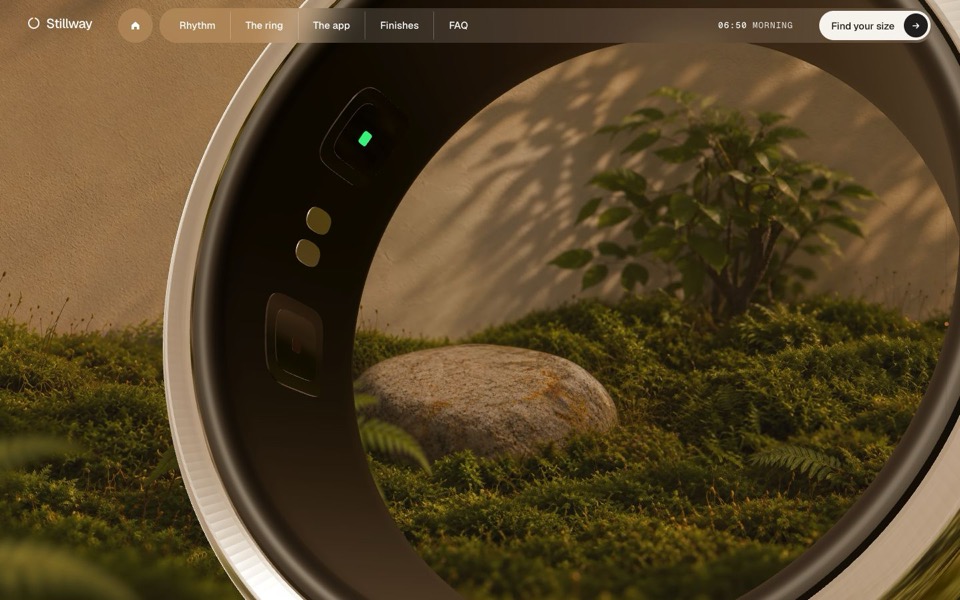 Stillway
Rhythm
The ring
The app
Finishes
FAQ
06:50 MORNING
Find your size